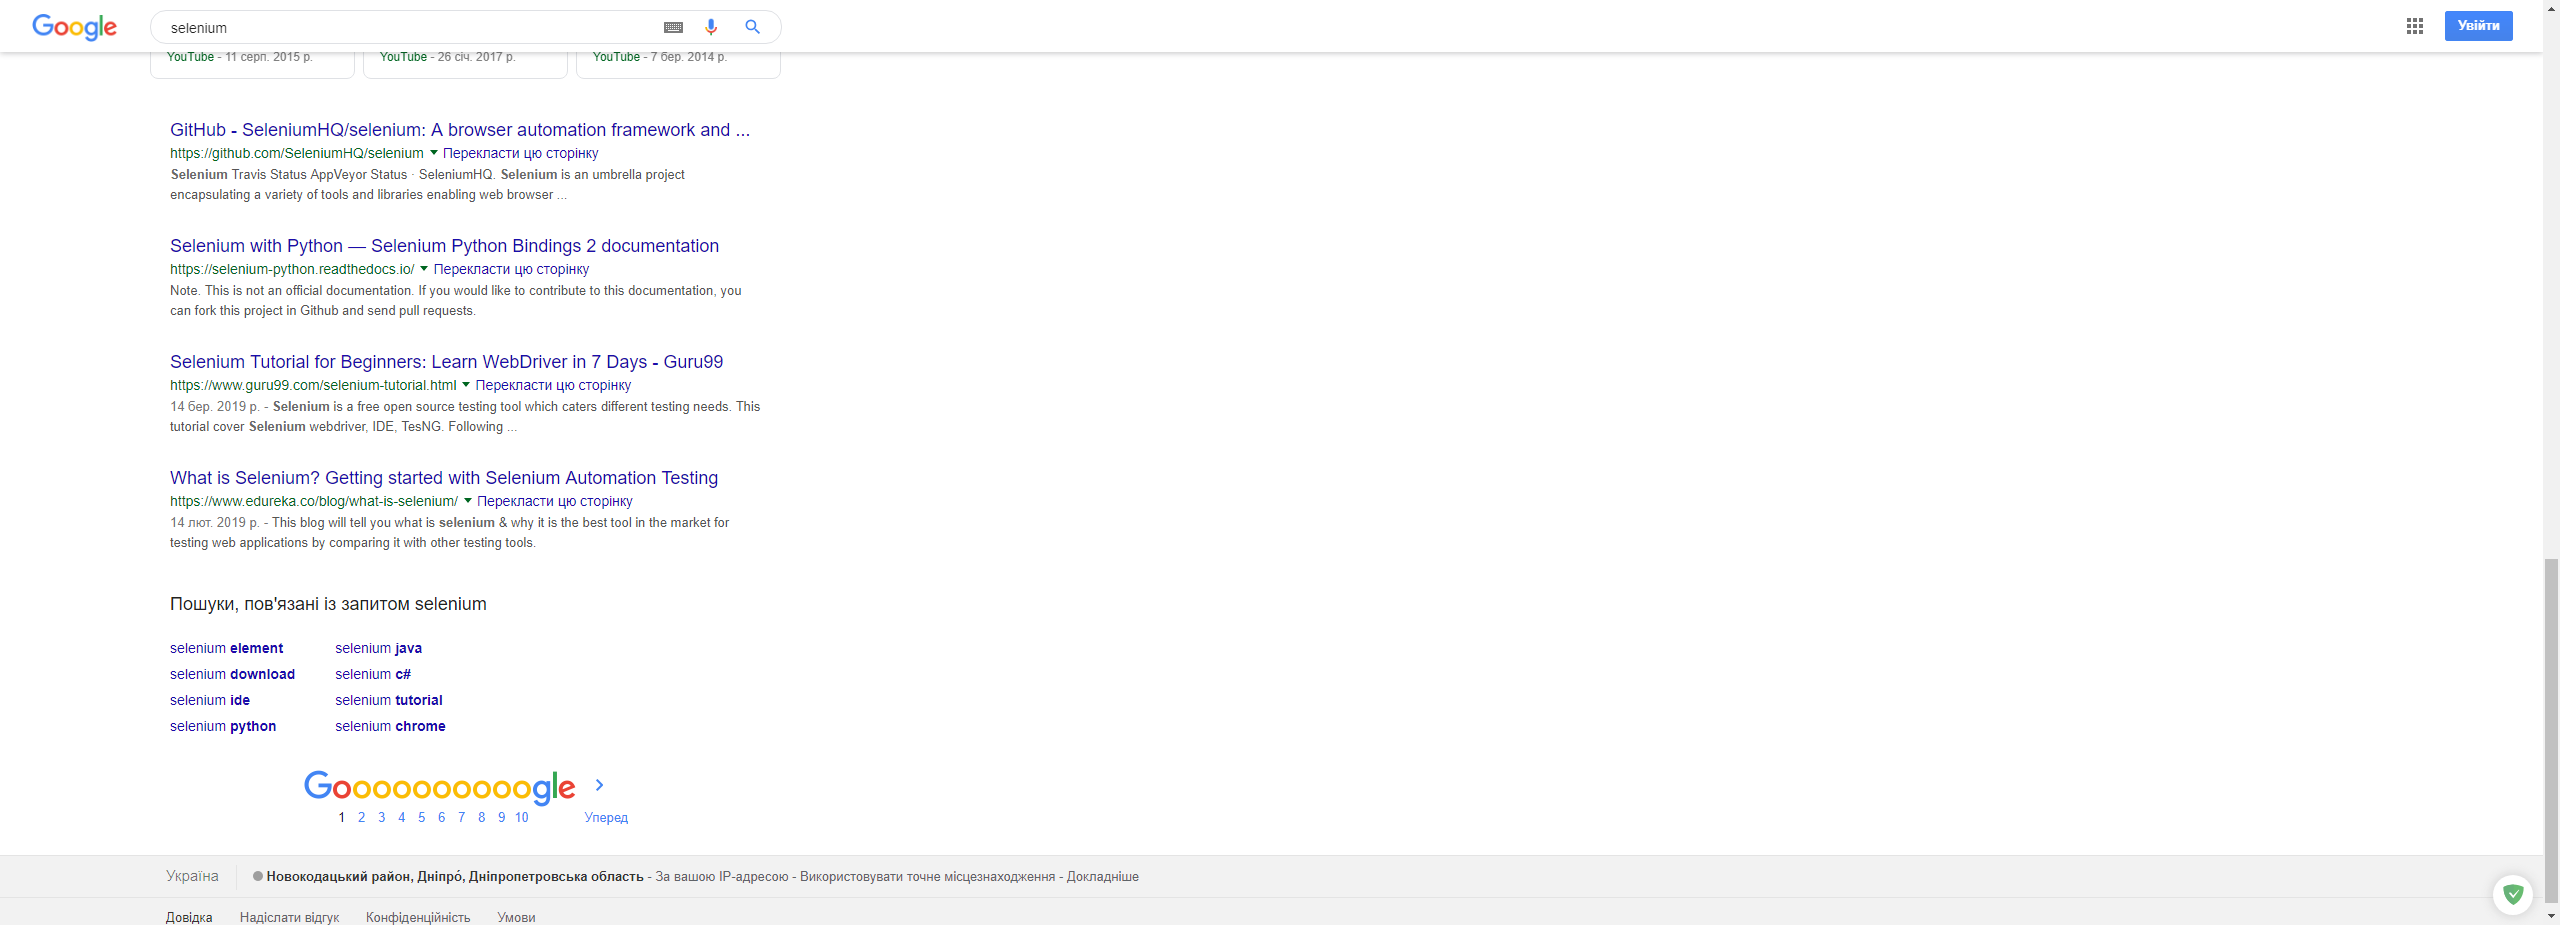 Google
selenium
Увійти
YouTube - 11 серп. 2015 р.
YouTube - 26 січ. 2017 р.
YouTube - 7 бер. 2014 р.
GitHub - SeleniumHQ/selenium: A browser automation framework and ...
https://github.com/SeleniumHQ/selenium Перекласти цю сторінку
Selenium Travis Status AppVeyor Status · SeleniumHQ. Selenium is an umbrella project
encapsulating a variety of tools and libraries enabling web browser ...
Selenium with Python — Selenium Python Bindings 2 documentation
https://selenium-python.readthedocs.io/ Перекласти цю сторінку
Note. This is not an official documentation. If you would like to contribute to this documentation, you
can fork this project in Github and send pull requests.
Selenium Tutorial for Beginners: Learn WebDriver in 7 Days - Guru99
https://www.guru99.com/selenium-tutorial.html Перекласти цю сторінку
14 бер. 2019 р. - Selenium is a free open source testing tool which caters different testing needs. This
tutorial cover Selenium webdriver, IDE, TesNG. Following ...
What is Selenium? Getting started with Selenium Automation Testing
https://www.edureka.co/blog/what-is-selenium/ Перекласти цю сторінку
14 лют. 2019 р. - This blog will tell you what is selenium & why it is the best tool in the market for
testing web applications by comparing it with other testing tools.
Пошуки, пов'язані із запитом selenium
selenium element
selenium java
selenium download
selenium c#
selenium ide
selenium tutorial
selenium python
selenium chrome
Goooooooooogle
1 2 3 4 5 6 7 8 9 10 Уперед
Україна
Новокодацький район, Дніпро́, Дніпропетровська область - За вашою IP-адресою - Використовувати точне місцезнаходження - Докладніше
Довідка Надіслати відгук Конфіденційність Умови